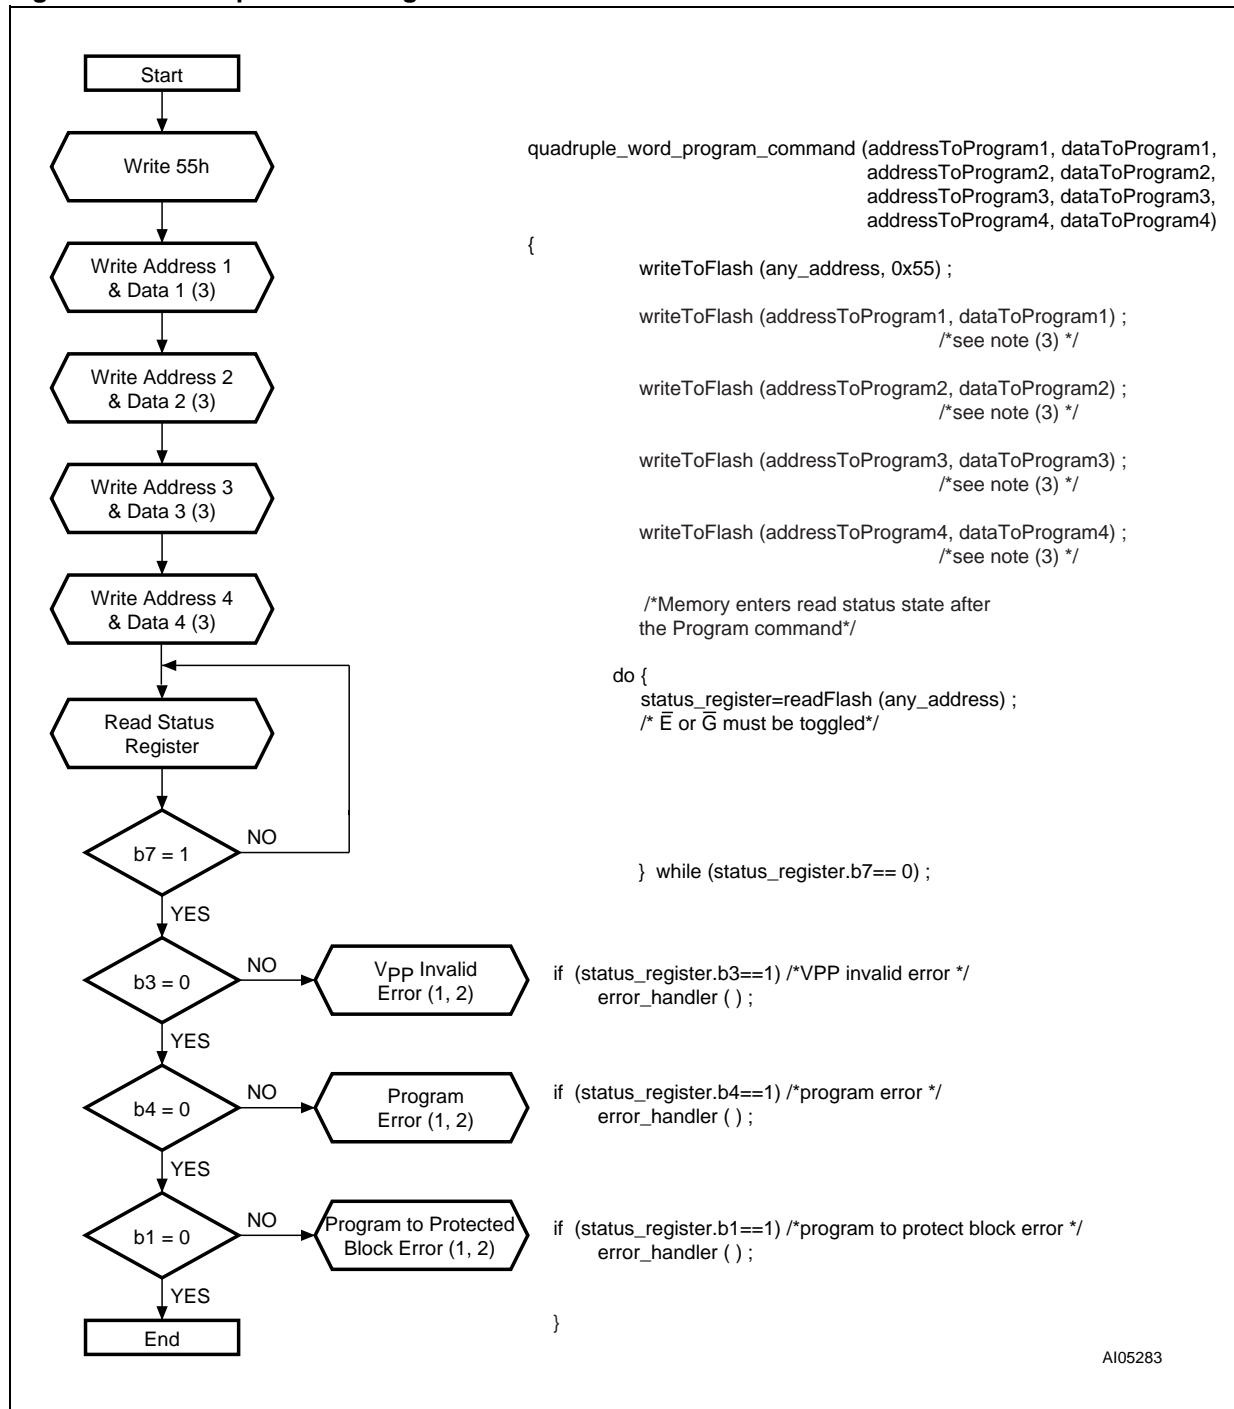 Start
Write 55h
Write Address 1
& Data 1 (3)
Write Address 2
& Data 2 (3)
Write Address 3
& Data 3 (3)
Write Address 4
& Data 4 (3)
Read Status
Register
b7 = 1
NO
YES
b3 = 0
NO
VPP Invalid
Error (1, 2)
YES
b4 = 0
NO
Program
Error (1, 2)
YES
b1 = 0
NO
Program to Protected
Block Error (1, 2)
YES
End
quadruple_word_program_command (addressToProgram1, dataToProgram1,
addressToProgram2, dataToProgram2,
addressToProgram3, dataToProgram3,
addressToProgram4, dataToProgram4)
{
writeToFlash (any_address, 0x55) ;
writeToFlash (addressToProgram1, dataToProgram1) ;
/*see note (3) */
writeToFlash (addressToProgram2, dataToProgram2) ;
/*see note (3) */
writeToFlash (addressToProgram3, dataToProgram3) ;
/*see note (3) */
writeToFlash (addressToProgram4, dataToProgram4) ;
/*see note (3) */
/*Memory enters read status state after
the Program command*/
do {
status_register=readFlash (any_address) ;
/* E̅ or G̅ must be toggled*/
} while (status_register.b7== 0) ;
if (status_register.b3==1) /*VPP invalid error */
error_handler ( ) ;
if (status_register.b4==1) /*program error */
error_handler ( ) ;
if (status_register.b1==1) /*program to protect block error */
error_handler ( ) ;
}
AI05283